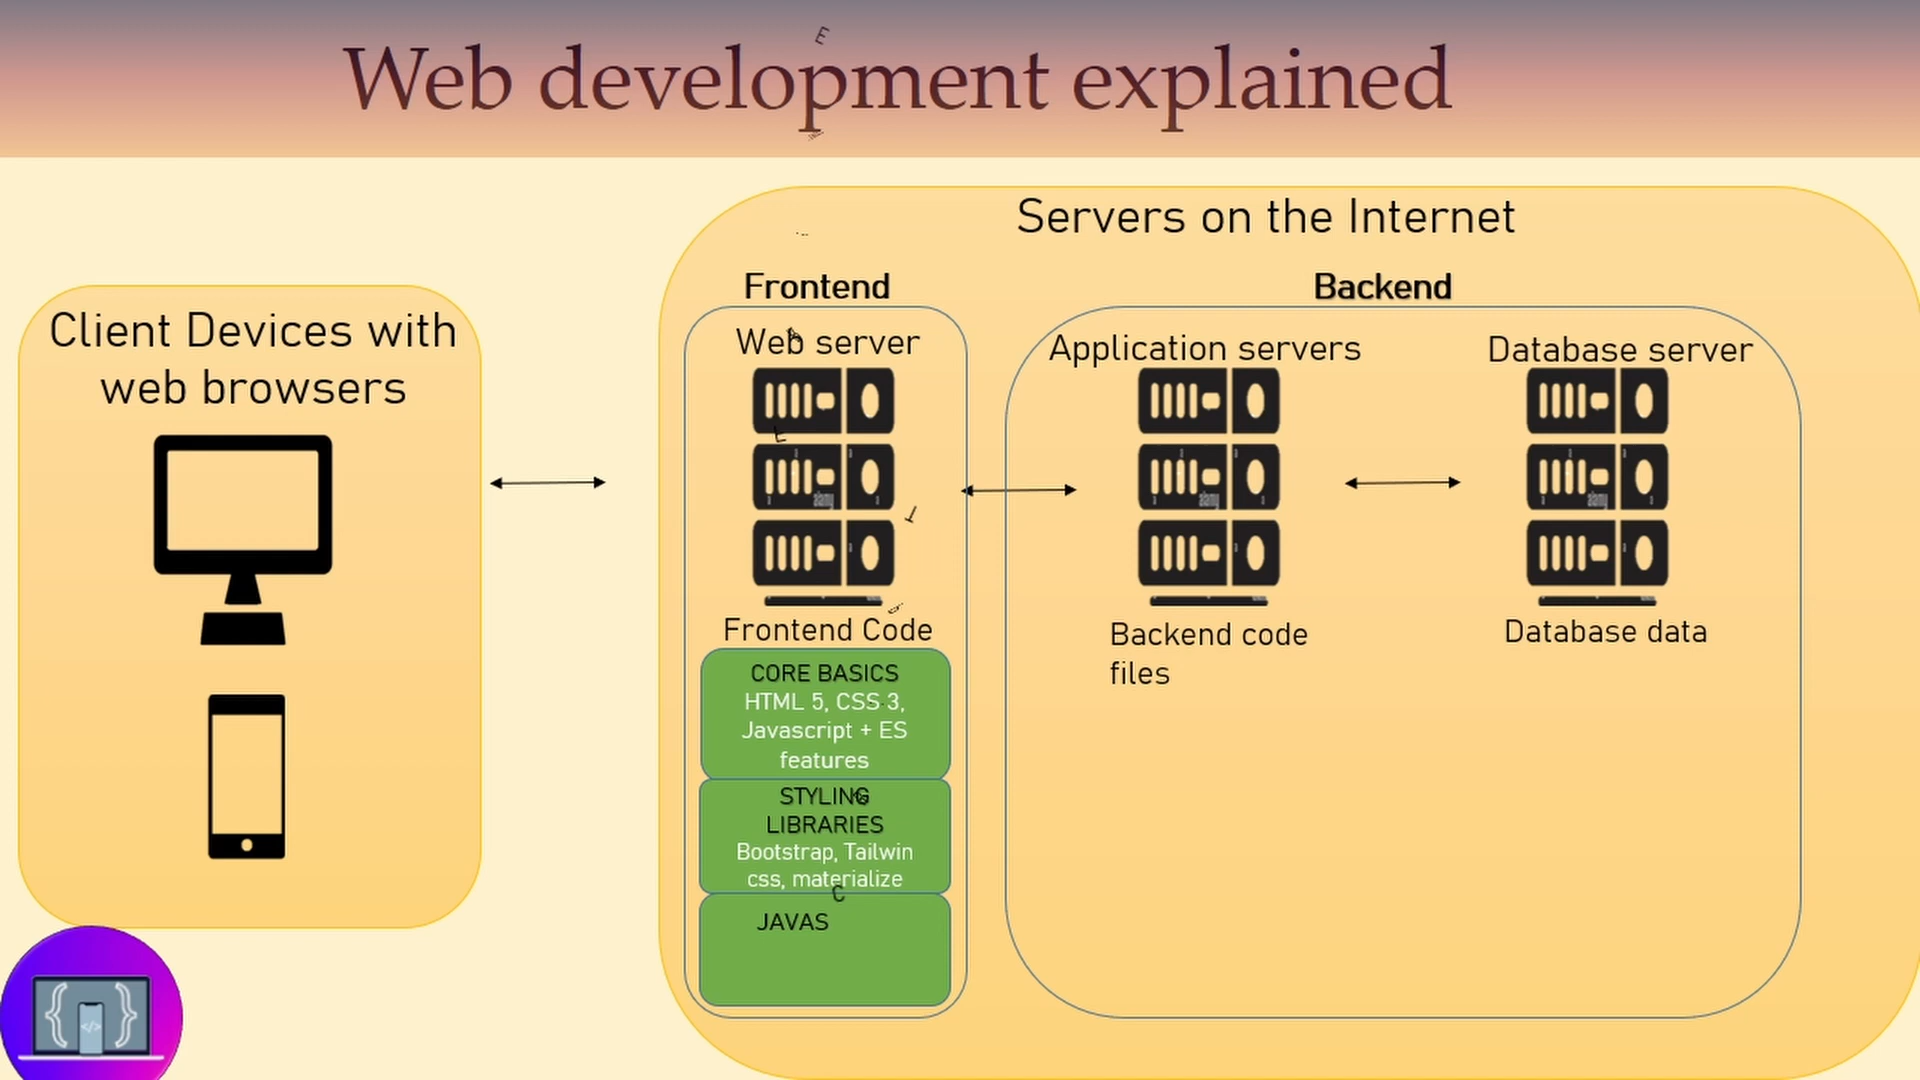 Web development explained
Servers on the Internet
Client Devices with
web browsers
Frontend
Web server
Frontend Code
CORE BASICS
HTML 5, CSS 3,
Javascript + ES
features
STYLING
LIBRARIES
Bootstrap, Tailwin
css, materialize
JAVAS
Backend
Application servers
Backend code
files
Database server
Database data